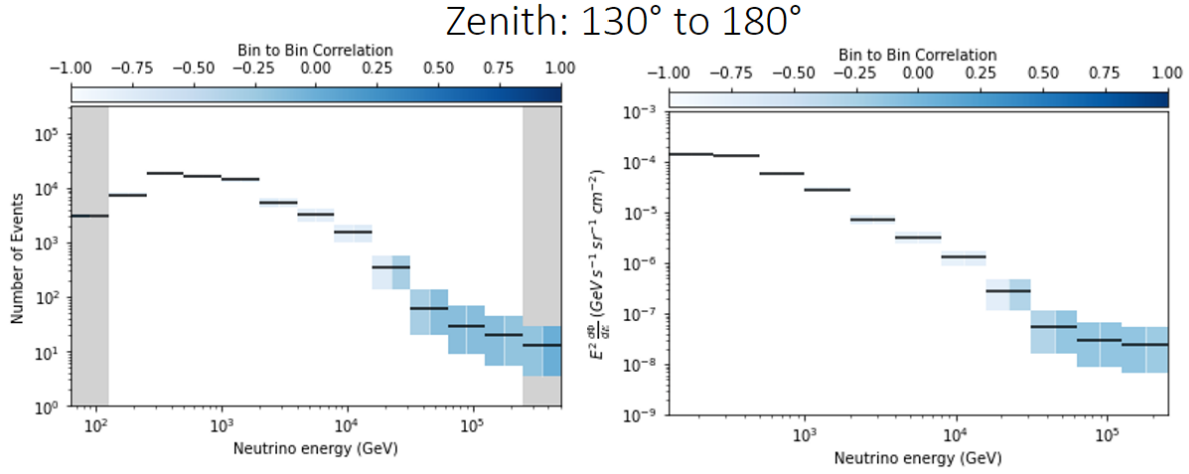 Zenith: 130° to 180°
Bin to Bin Correlation
−1.00 −0.75 −0.50 −0.25 0.00 0.25 0.50 0.75 1.00
Number of Events
10⁵
10⁴
10³
10²
10¹
10⁰
10² 10³ 10⁴ 10⁵
Neutrino energy (GeV)
Bin to Bin Correlation
−1.00 −0.75 −0.50 −0.25 0.00 0.25 0.50 0.75 1.00
E² dΦ/dE (GeV s⁻¹ sr⁻¹ cm⁻²)
10⁻³
10⁻⁴
10⁻⁵
10⁻⁶
10⁻⁷
10⁻⁸
10⁻⁹
10³ 10⁴ 10⁵
Neutrino energy (GeV)